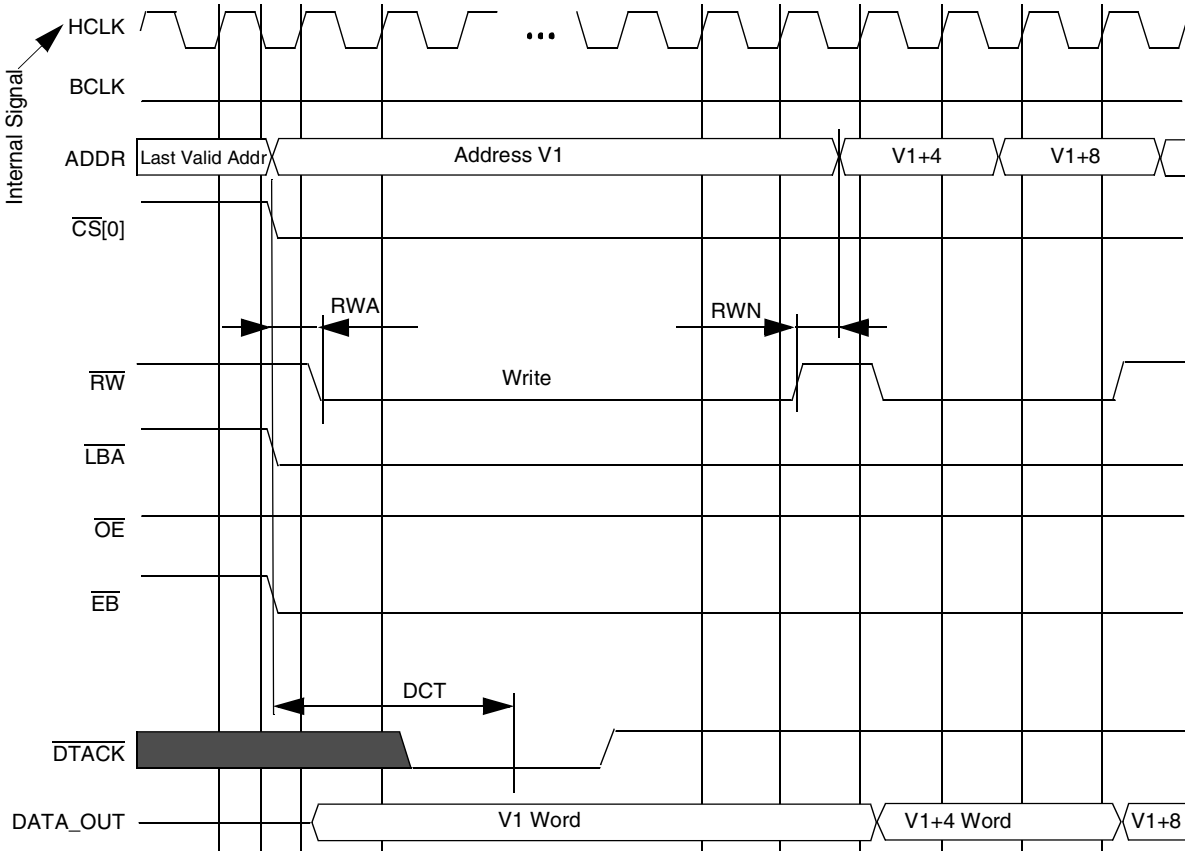 Internal Signal
HCLK
...
BCLK
ADDR
Last Valid Addr
Address V1
V1+4
V1+8
CS[0]
RWA
RWN
RW
Write
LBA
OE
EB
DCT
DTACK
DATA_OUT
V1 Word
V1+4 Word
V1+8